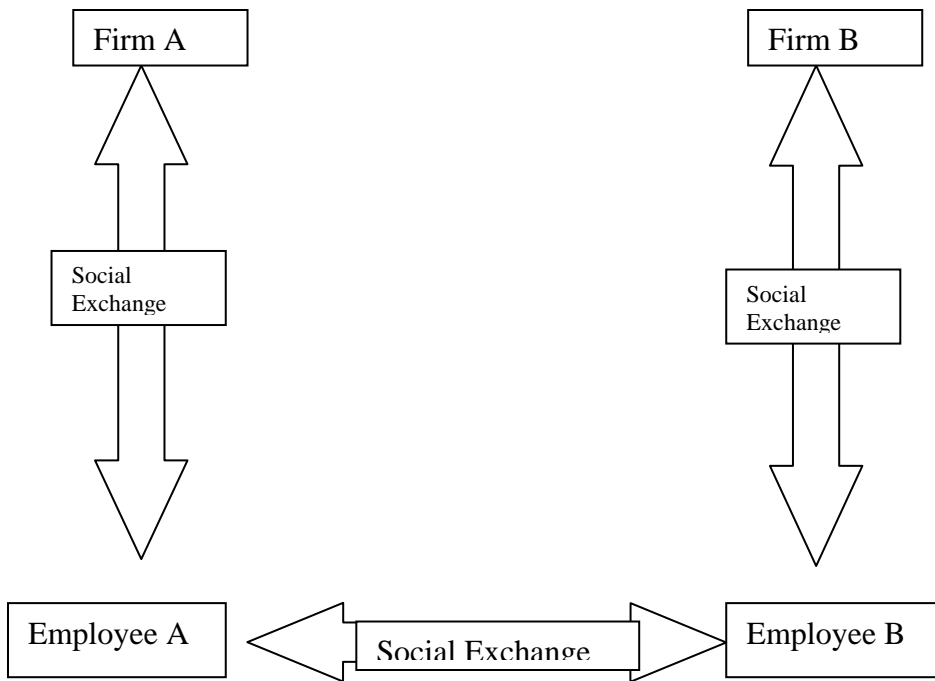 Firm A
Firm B
Social
Exchange
Social
Exchange
Employee A
Social Exchange
Employee B